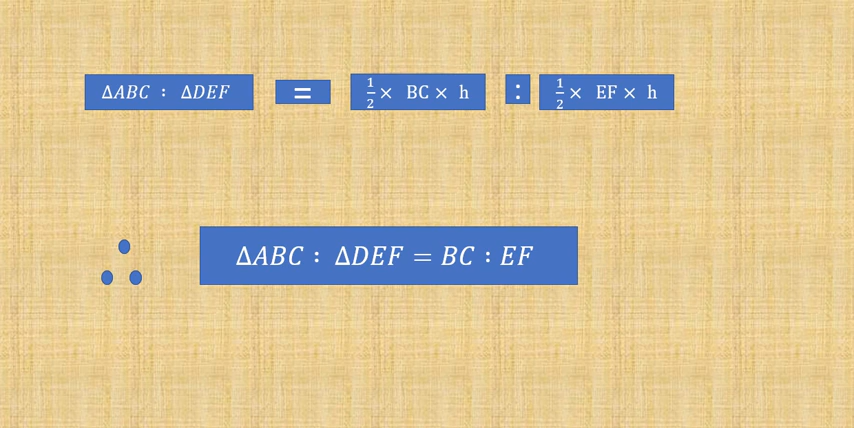 ΔABC : ΔDEF = 1/2 × BC × h : 1/2 × EF × h
∴ ΔABC : ΔDEF = BC : EF